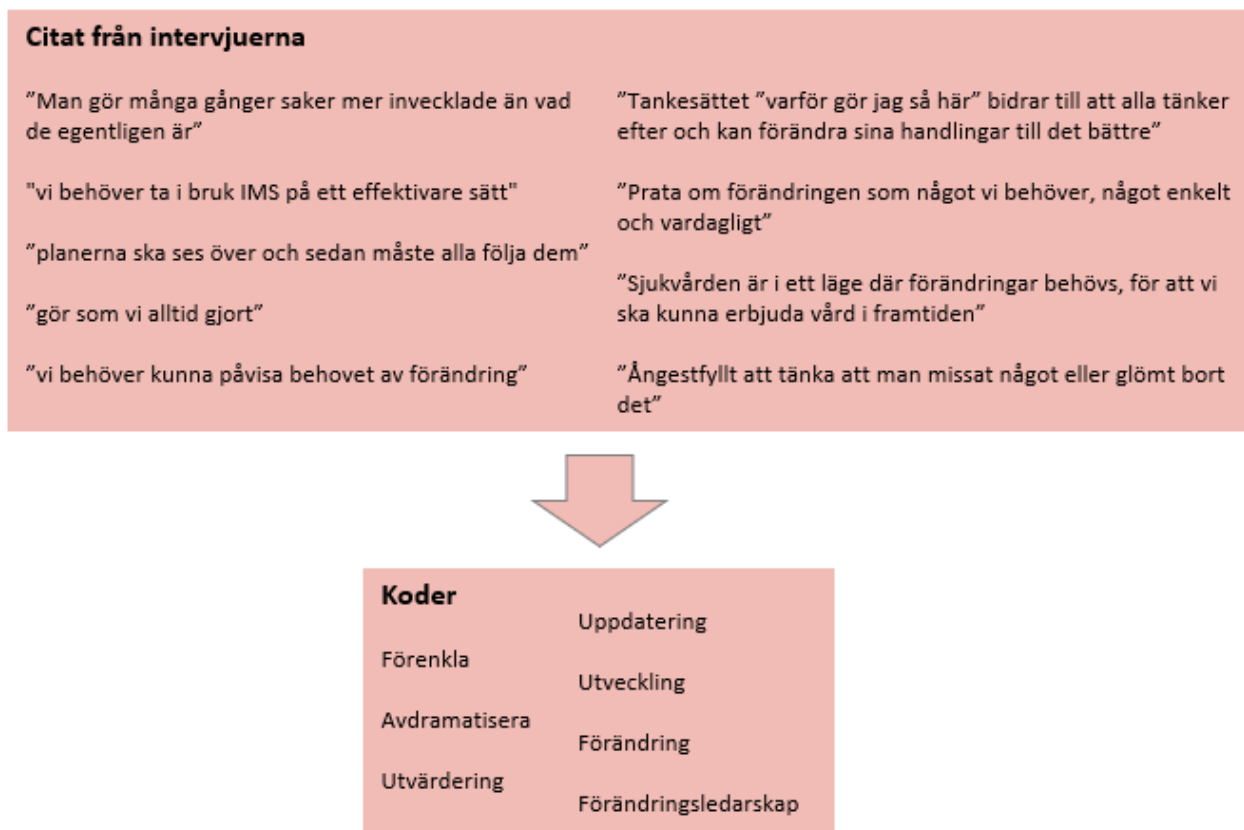 Citat från intervjuerna
”Man gör många gånger saker mer invecklade än vad
de egentligen är”
"vi behöver ta i bruk IMS på ett effektivare sätt"
”planerna ska ses över och sedan måste alla följa dem”
”gör som vi alltid gjort”
”vi behöver kunna påvisa behovet av förändring”
”Tankesättet ”varför gör jag så här” bidrar till att alla tänker
efter och kan förändra sina handlingar till det bättre”
”Prata om förändringen som något vi behöver, något enkelt
och vardagligt”
”Sjukvården är i ett läge där förändringar behövs, för att vi
ska kunna erbjuda vård i framtiden”
”Ångestfyllt att tänka att man missat något eller glömt bort
det”
Koder
Förenkla
Avdramatisera
Utvärdering
Uppdatering
Utveckling
Förändring
Förändringsledarskap